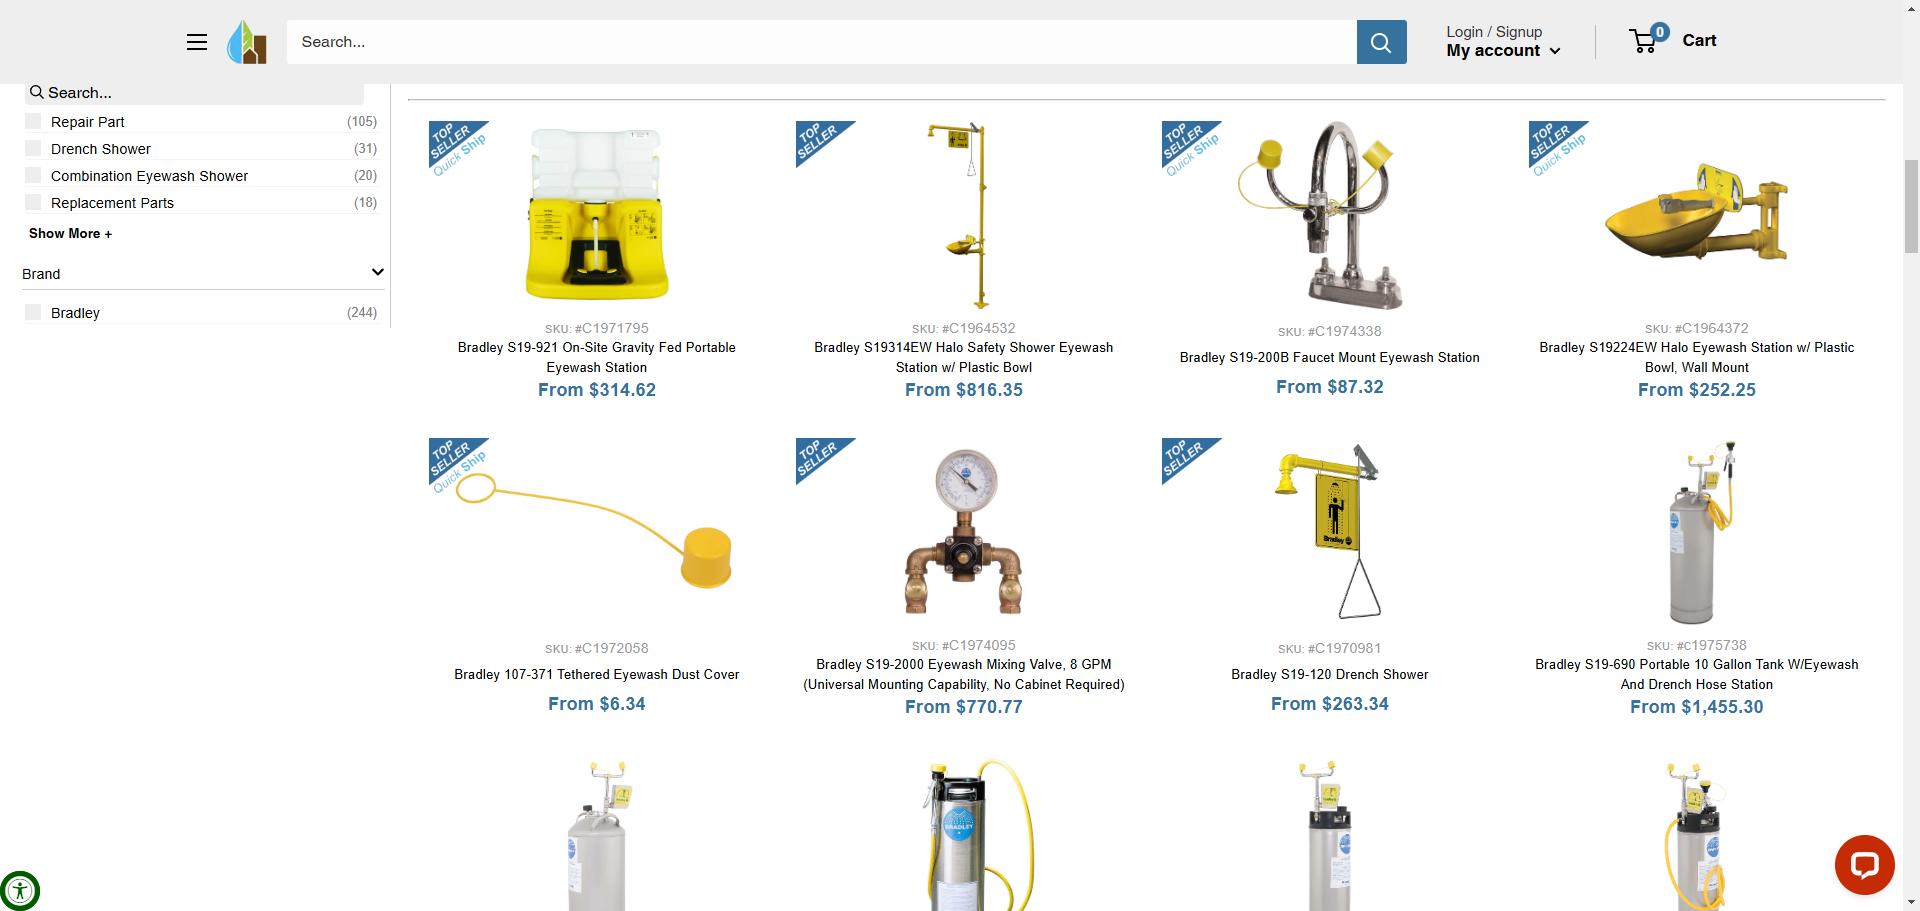 Search...
Login / Signup
My account
0
Cart
Search...
Repair Part (105)
Drench Shower (31)
Combination Eyewash Shower (20)
Replacement Parts (18)
Show More +
Brand
Bradley (244)
TOP SELLER
Quick Ship
SKU: #C1971795
Bradley S19-921 On-Site Gravity Fed Portable
Eyewash Station
From $314.62
TOP SELLER
SKU: #C1964532
Bradley S19314EW Halo Safety Shower Eyewash
Station w/ Plastic Bowl
From $816.35
TOP SELLER
Quick Ship
SKU: #C1974338
Bradley S19-200B Faucet Mount Eyewash Station
From $87.32
TOP SELLER
Quick Ship
SKU: #C1964372
Bradley S19224EW Halo Eyewash Station w/ Plastic
Bowl, Wall Mount
From $252.25
TOP SELLER
Quick Ship
SKU: #C1972058
Bradley 107-371 Tethered Eyewash Dust Cover
From $6.34
TOP SELLER
SKU: #C1974095
Bradley S19-2000 Eyewash Mixing Valve, 8 GPM
(Universal Mounting Capability, No Cabinet Required)
From $770.77
TOP SELLER
Bradley
SKU: #C1970981
Bradley S19-120 Drench Shower
From $263.34
SKU: #C1975738
Bradley S19-690 Portable 10 Gallon Tank W/Eyewash
And Drench Hose Station
From $1,455.30
BRADLEY